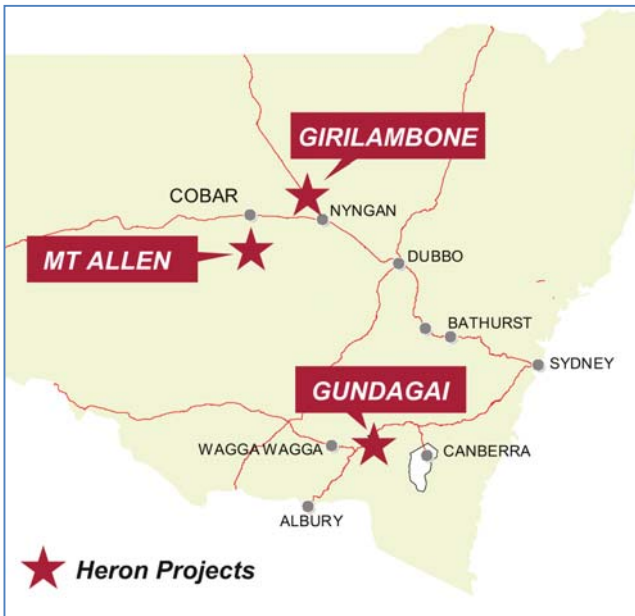 GIRILAMBONE
COBAR
NYNGAN
MT ALLEN
DUBBO
BATHURST
SYDNEY
GUNDAGAI
WAGGA WAGGA
CANBERRA
ALBURY
Heron Projects